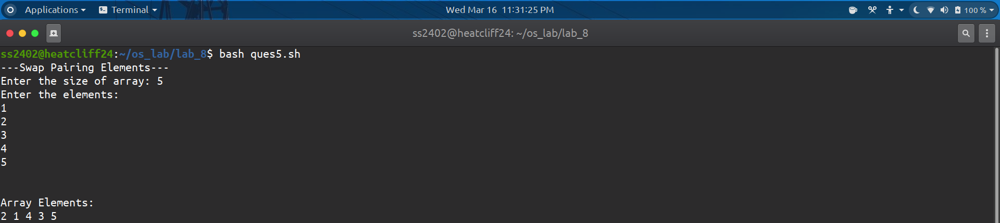 Applications Terminal Wed Mar 16 11:31:25 PM 100 %
ss2402@heatcliff24: ~/os_lab/lab_8
ss2402@heatcliff24:~/os_lab/lab_8$ bash ques5.sh
---Swap Pairing Elements---
Enter the size of array: 5
Enter the elements:
1
2
3
4
5
Array Elements:
2 1 4 3 5